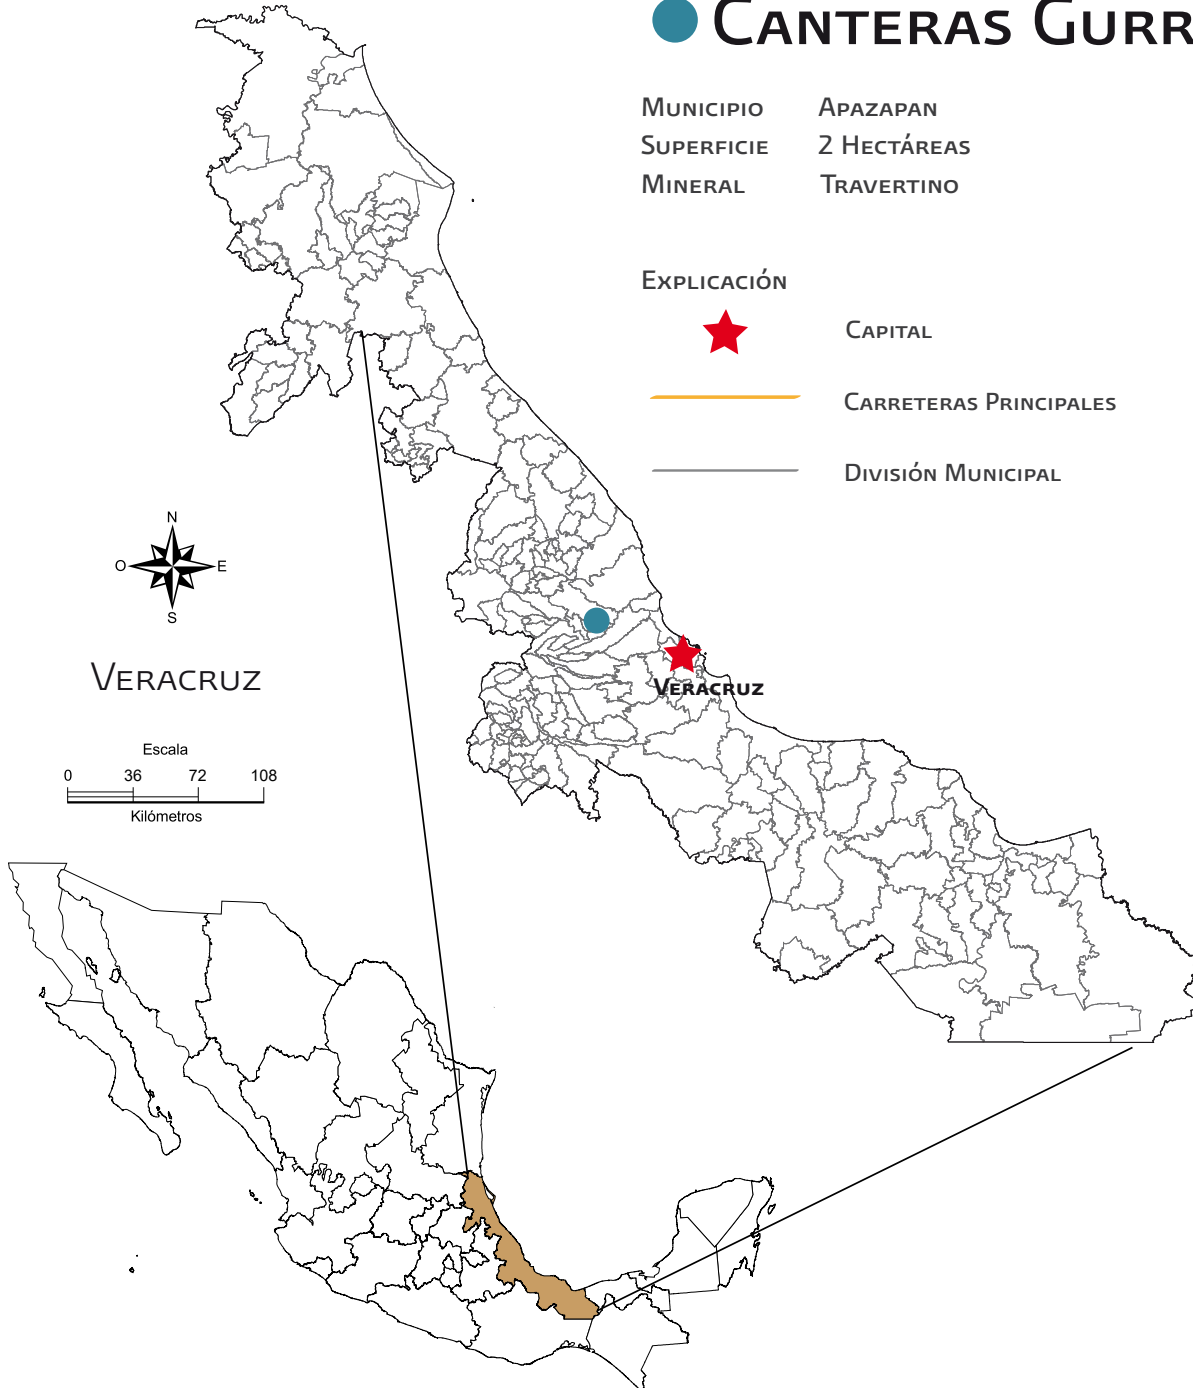 Canteras Gurr
Municipio Apazapan
Superficie 2 Hectáreas
Mineral Travertino
Explicación
Capital
Carreteras Principales
División Municipal
N
O E
S
Veracruz
Veracruz
Escala
0 36 72 108
Kilómetros